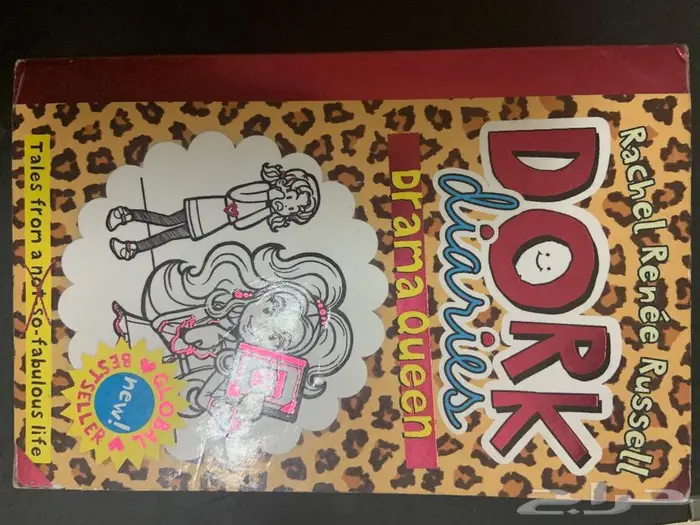 Rachel Renée Russell
DORK
diaries
Drama Queen
GLOBAL
BESTSELLER
new!
Tales from a not-so-fabulous life
حراج